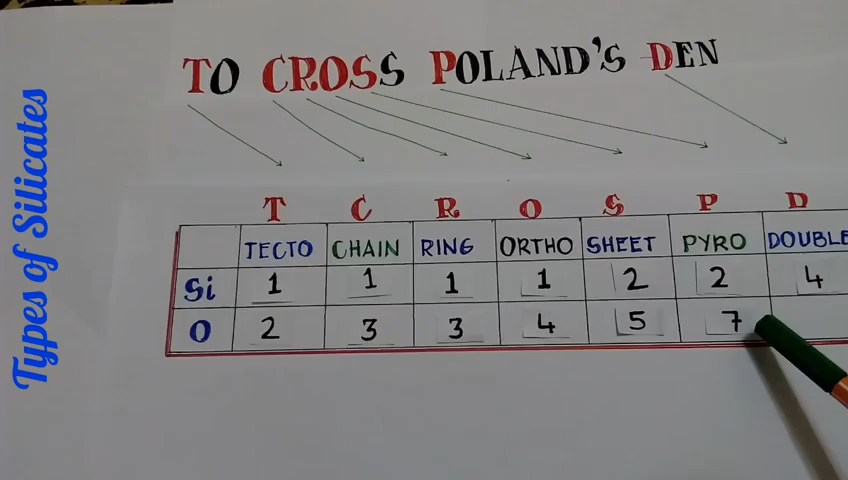 TO CROSS POLAND'S DEN
Types of Silicates
T C R O S P D
TECTO CHAIN RING ORTHO SHEET PYRO DOUBLE
Si 1 1 1 1 2 2 4
O 2 3 3 4 5 7